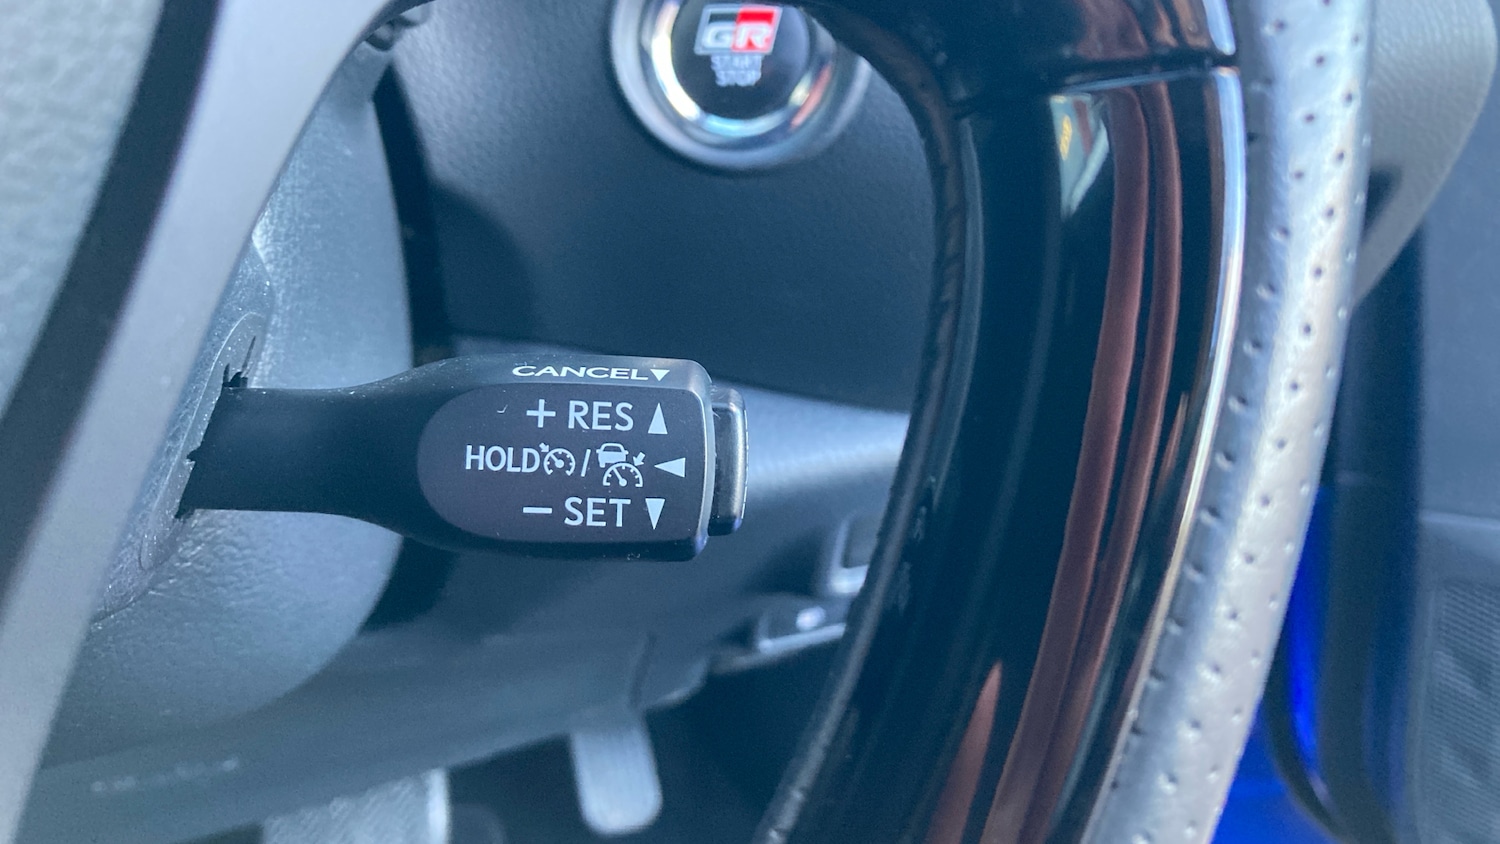 GR
START
STOP
CANCEL▼
+ RES ▲
HOLD / ◀
− SET ▼